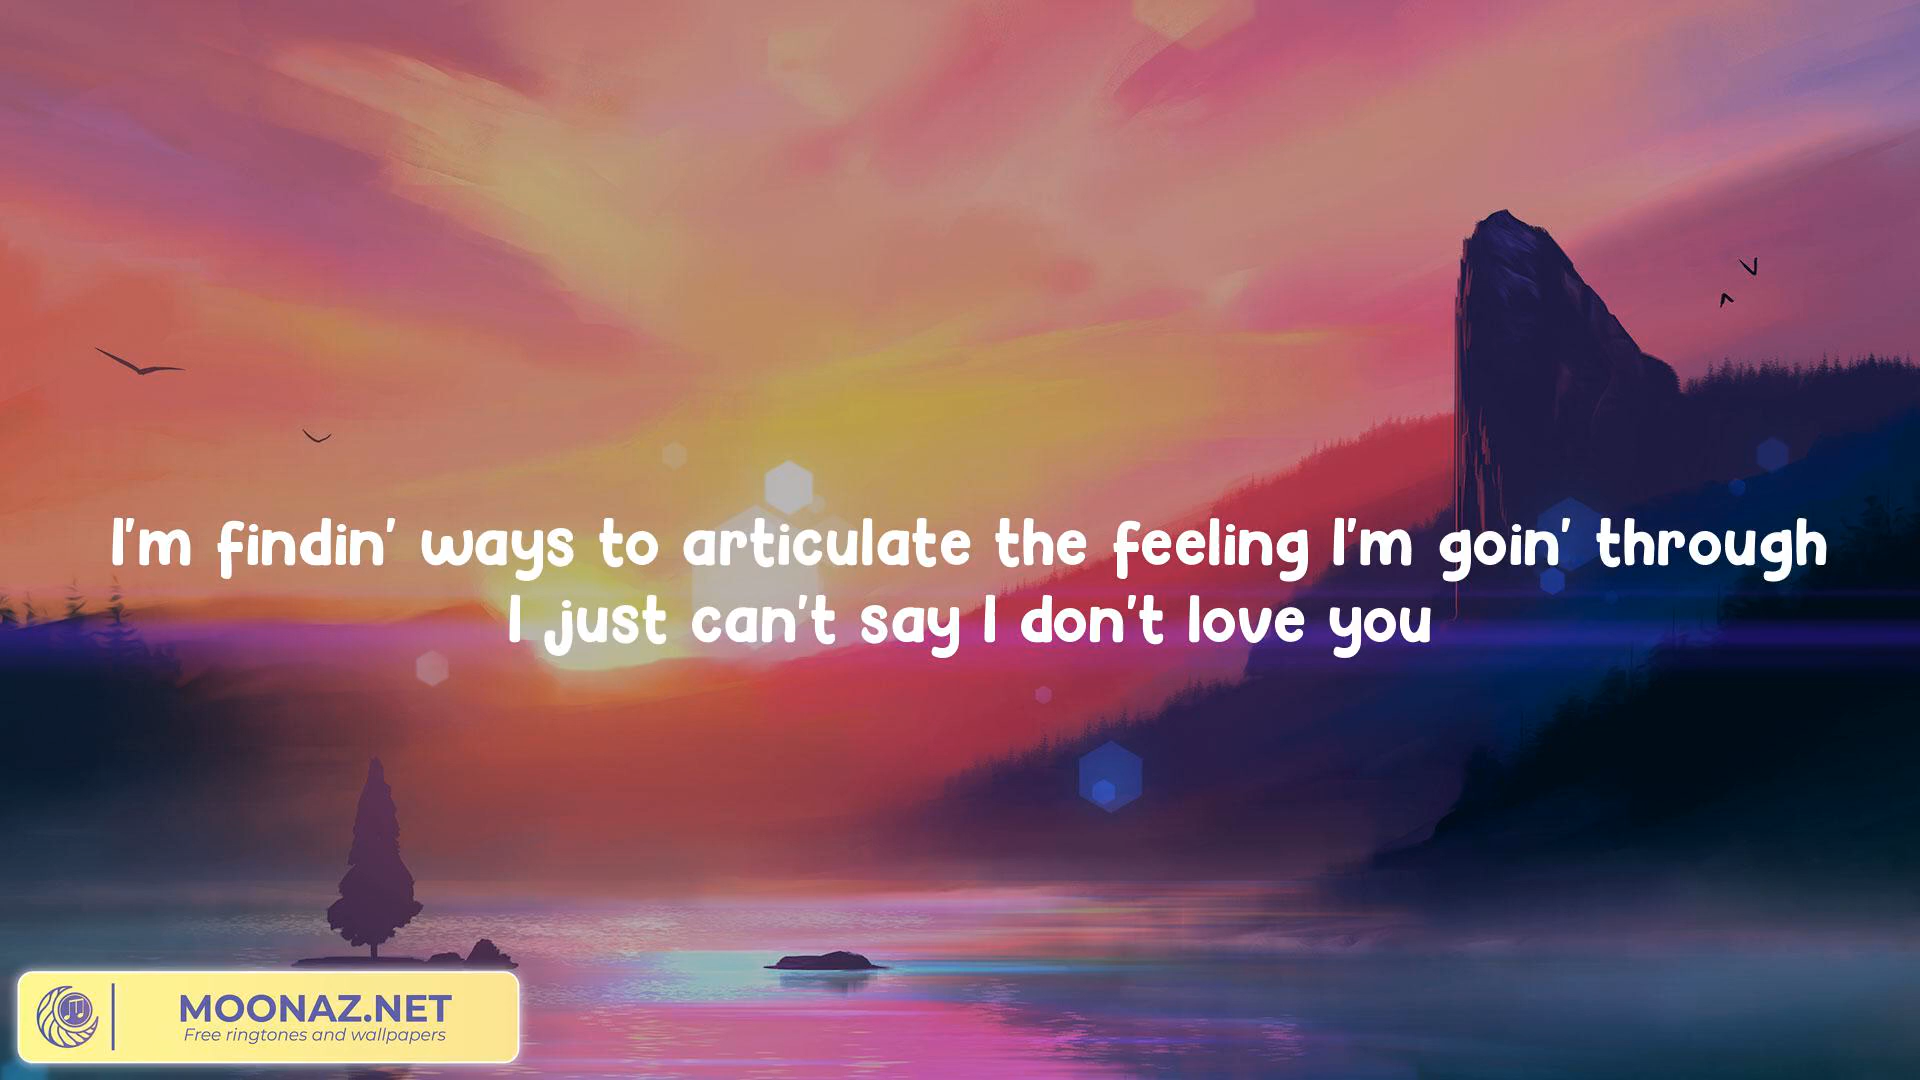 I'm findin' ways to articulate the feeling I'm goin' through
I just can't say I don't love you
MOONAZ.NET
Free ringtones and wallpapers